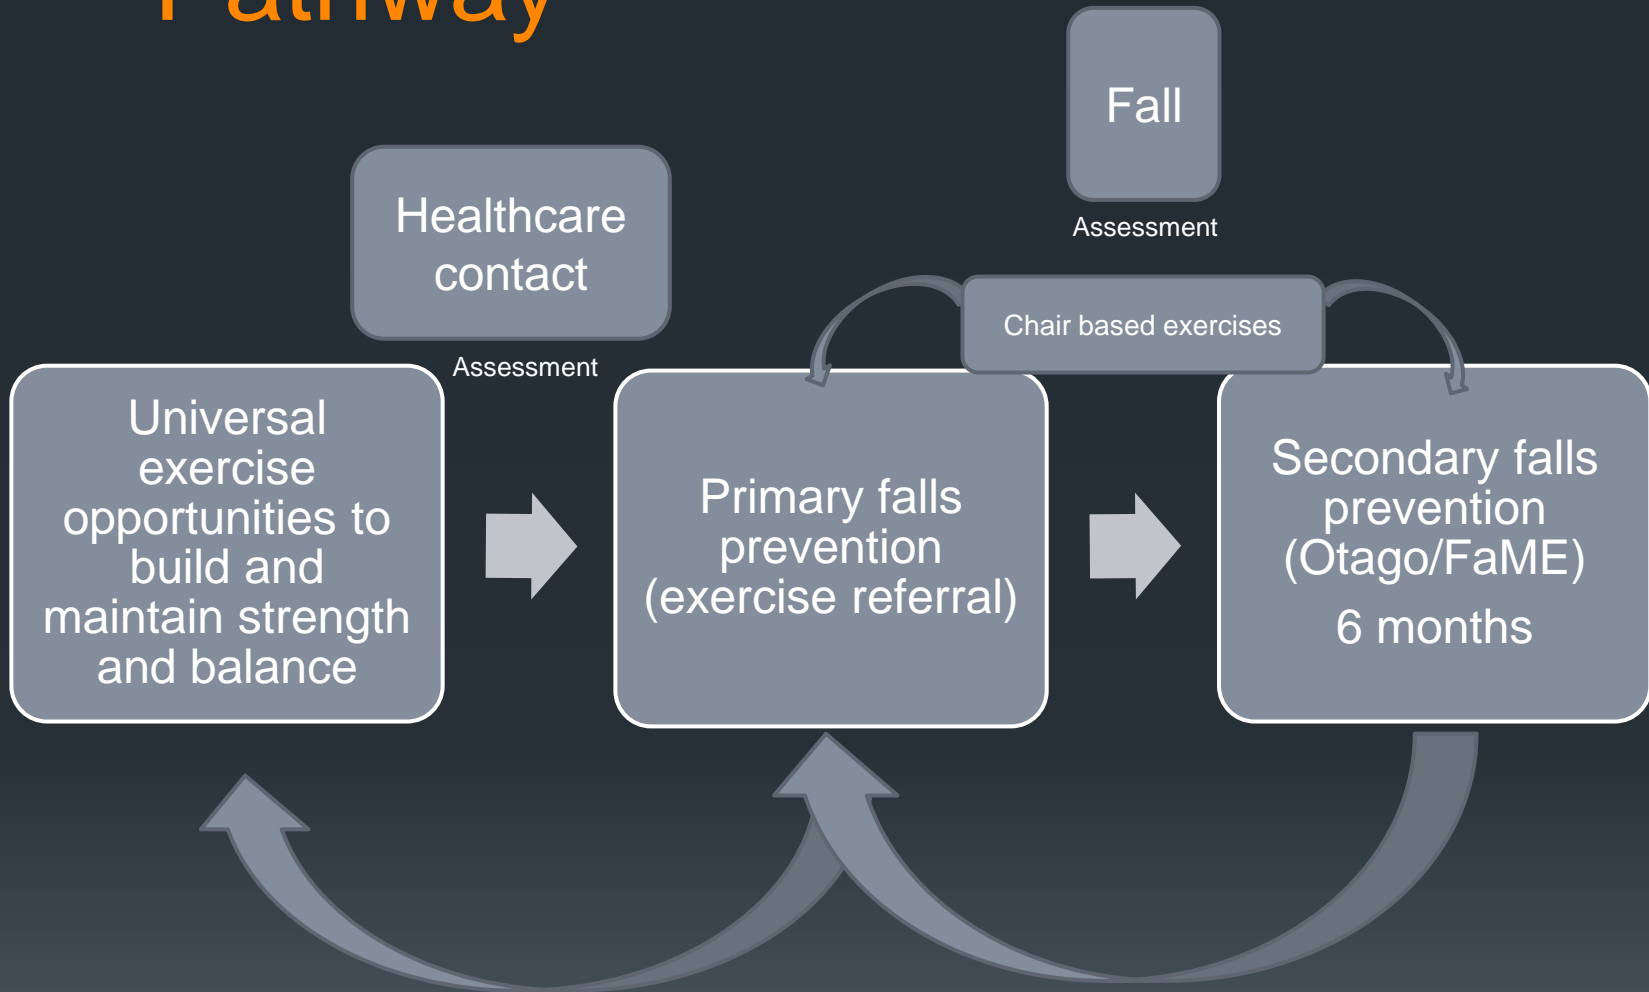 Pathway
Fall
Assessment
Healthcare
contact
Assessment
Chair based exercises
Universal
exercise
opportunities to
build and
maintain strength
and balance
Primary falls
prevention
(exercise referral)
Secondary falls
prevention
(Otago/FaME)
6 months